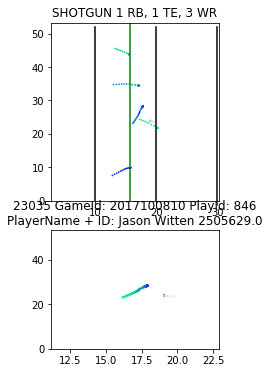 SHOTGUN 1 RB, 1 TE, 3 WR
50
40
30
20
10
0
10 20 30
23035 GameId: 2017100810 PlayId: 846
PlayerName + ID: Jason Witten 2505629.0
40
20
0
12.5 15.0 17.5 20.0 22.5